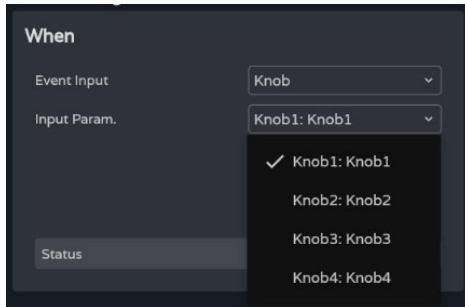 When
Event Input Knob
Input Param. Knob1: Knob1
Knob1: Knob1
Knob2: Knob2
Knob3: Knob3
Status
Knob4: Knob4